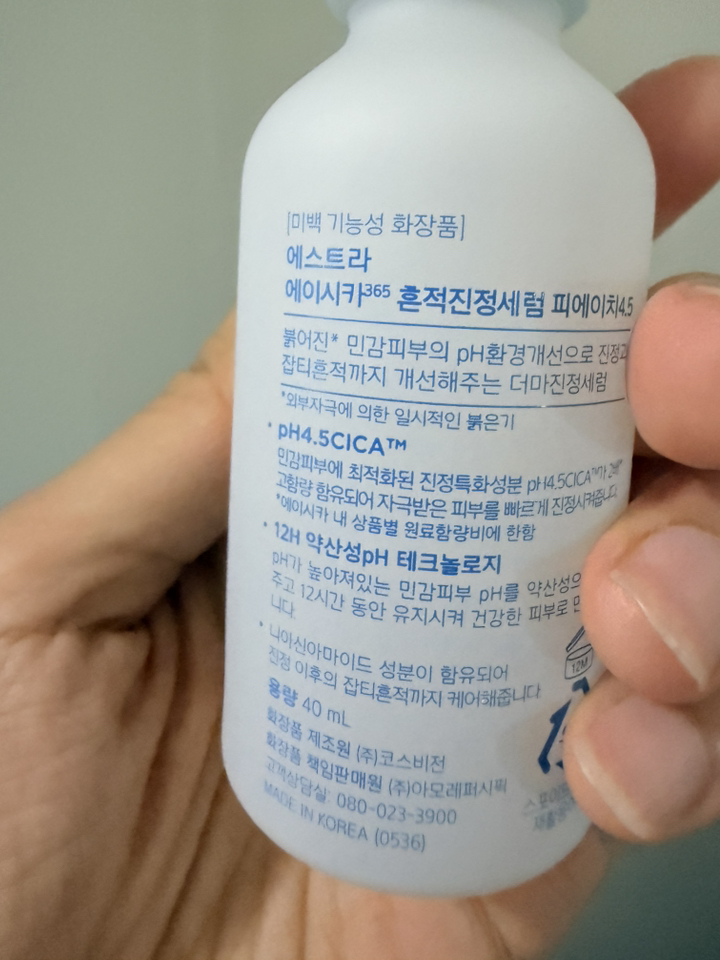 [미백 기능성 화장품]
에스트라
에이시카365 흔적진정세럼 피에이치4.5
붉어진* 민감피부의 pH환경개선으로 진정과
잡티흔적까지 개선해주는 더마진정세럼
*외부자극에 의한 일시적인 붉은기
• pH4.5CICA™
민감피부에 최적화된 진정특화성분 pH4.5CICA™가
고함량 함유되어 자극받은 피부를 빠르게 진정시켜줍니다.
*에이시카 내 상품별 원료함량비에 한함
• 12H 약산성pH 테크놀로지
pH가 높아져있는 민감피부 pH를 약산성으
주고 12시간 동안 유지시켜 건강한 피부로
니다.
• 니아신아마이드 성분이 함유되어
진정 이후의 잡티흔적까지 케어해줍니다.
12M
용량 40 mL
화장품 제조원 (주)코스비전
화장품 책임판매원 (주)아모레퍼시픽
고객상담실: 080-023-3900
MADE IN KOREA (0536)